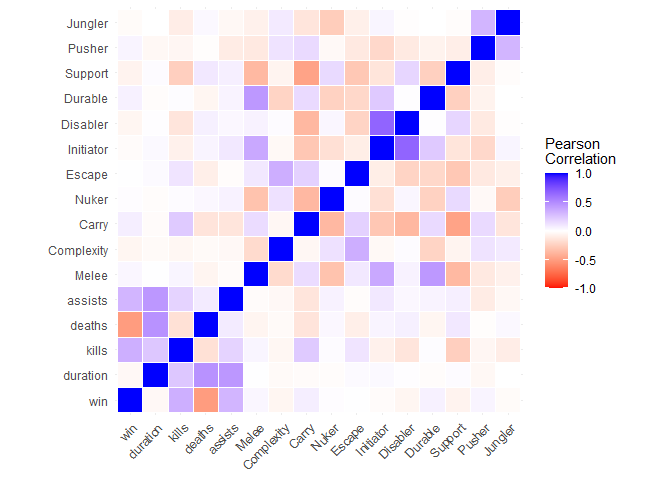 Jungler
Pusher
Support
Durable
Disabler
Initiator
Escape
Nuker
Carry
Complexity
Melee
assists
deaths
kills
duration
win
win
duration
kills
deaths
assists
Melee
Complexity
Carry
Nuker
Escape
Initiator
Disabler
Durable
Support
Pusher
Jungler
Pearson
Correlation
1.0
0.5
0.0
-0.5
-1.0